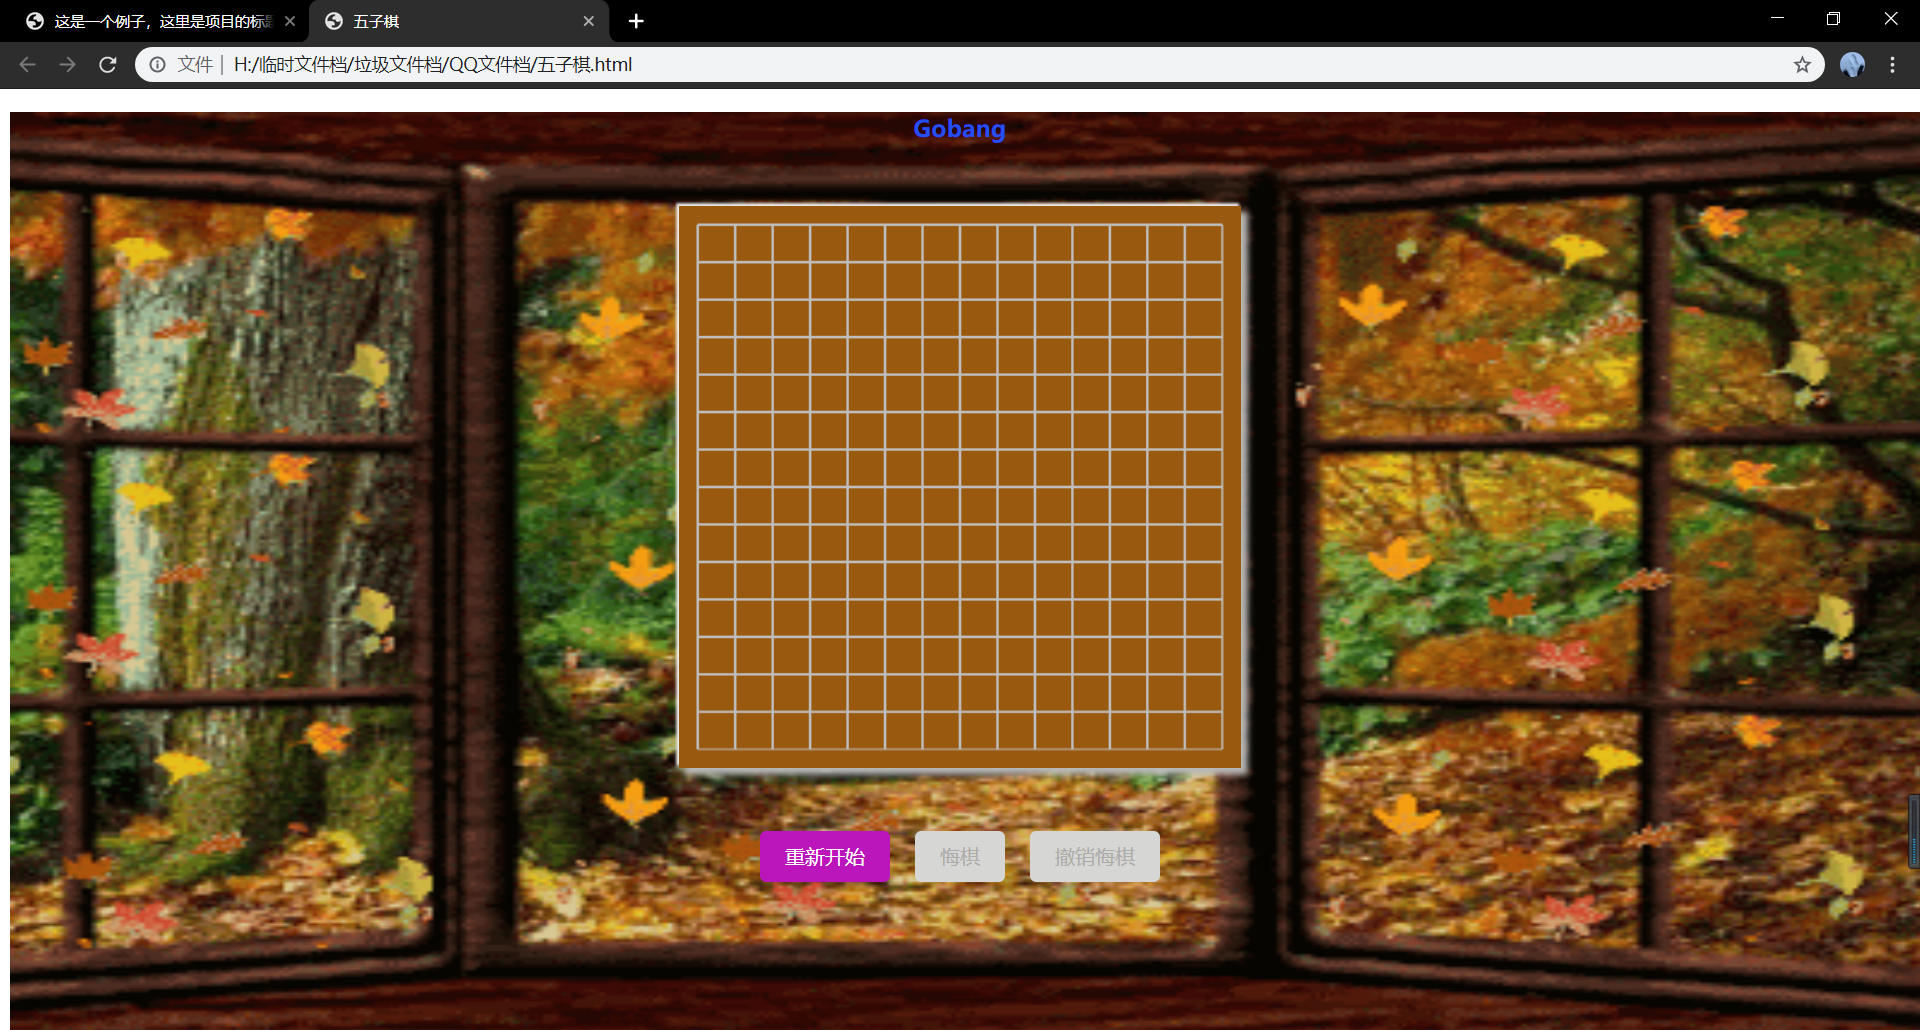 这是一个例子，这里是项目的标
五子棋
文件 | H:/临时文件档/垃圾文件档/QQ文件档/五子棋.html
Gobang
重新开始
悔棋
撤销悔棋